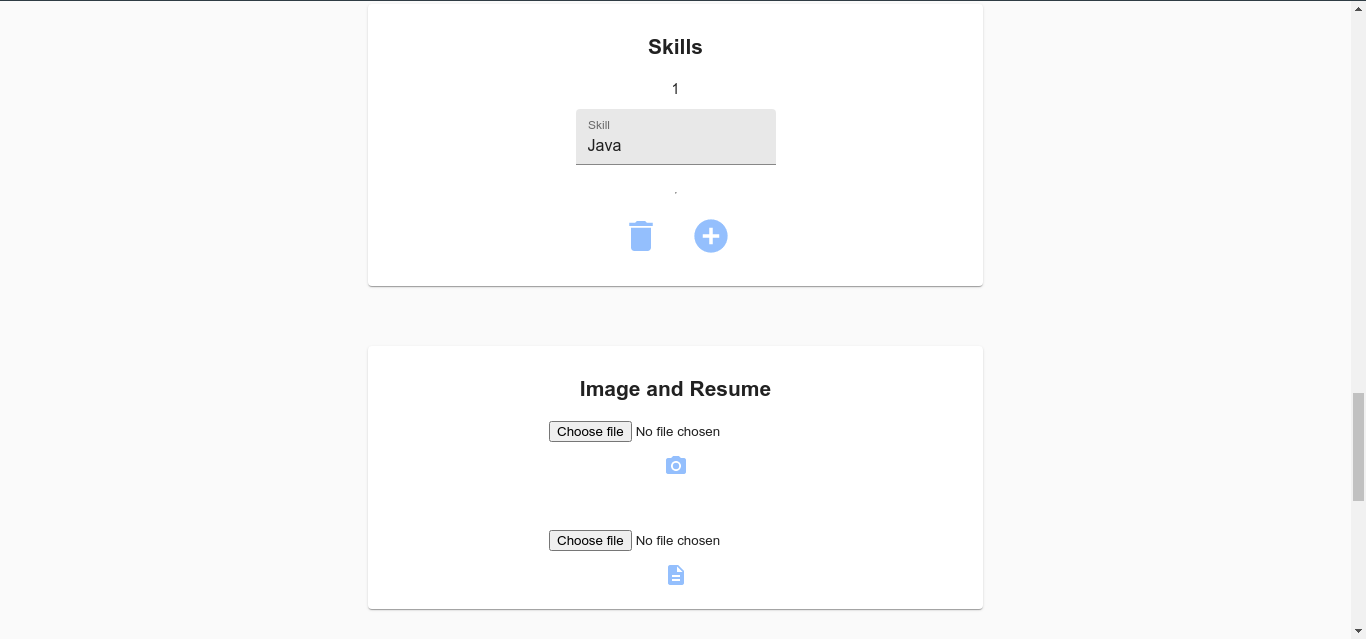 Skills
1
Skill
Java
.
Image and Resume
Choose file No file chosen
Choose file No file chosen